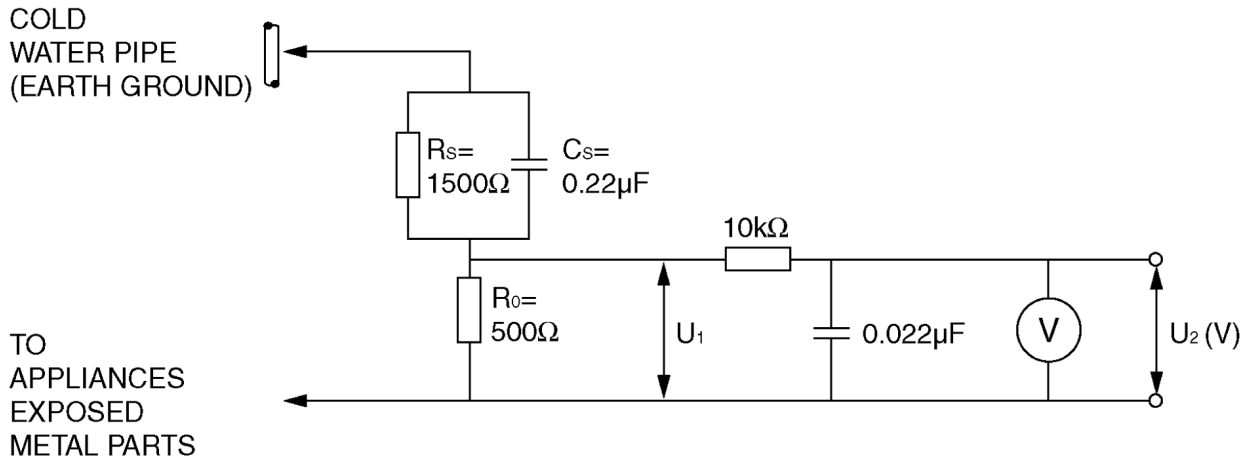 COLD
WATER PIPE
(EARTH GROUND)
RS=
1500Ω
CS=
0.22µF
10kΩ
R0=
500Ω
U1
0.022µF
V
U2 (V)
TO
APPLIANCES
EXPOSED
METAL PARTS